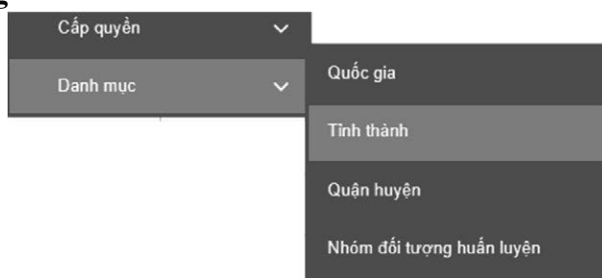 Cấp quyền
Danh mục
Quốc gia
Tỉnh thành
Quận huyện
Nhóm đối tượng huấn luyện